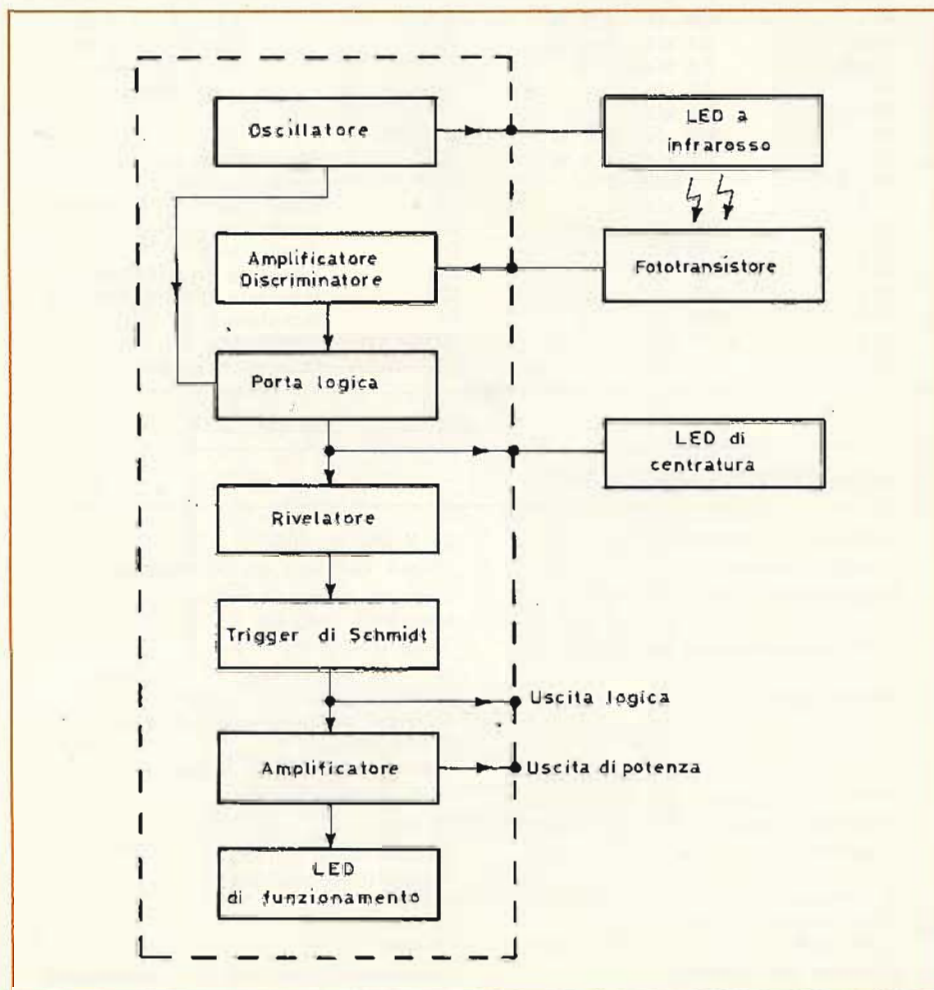 Oscillatore
LED a
infrarosso
Amplificatore
Discriminatore
Fototransistore
Porta logica
LED di
centratura
Rivelatore
Trigger di Schmidt
Uscita logica
Amplificatore
Uscita di potenza
LED
di funzionamento